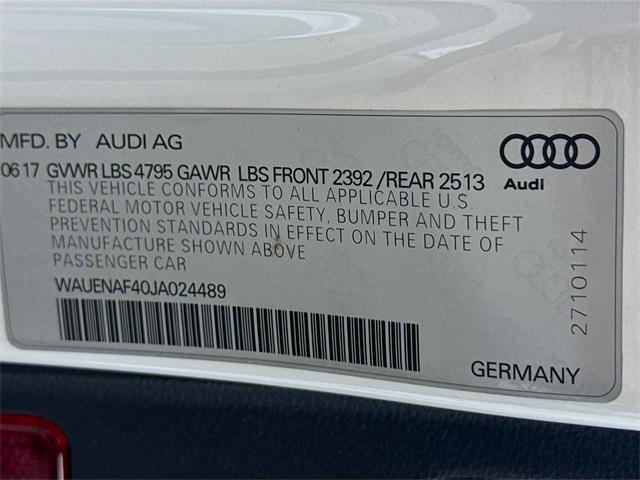 MFD. BY AUDI AG
06 17 GVWR LBS 4795 GAWR LBS FRONT 2392 /REAR 2513
THIS VEHICLE CONFORMS TO ALL APPLICABLE U.S.
FEDERAL MOTOR VEHICLE SAFETY, BUMPER AND THEFT
PREVENTION STANDARDS IN EFFECT ON THE DATE OF
MANUFACTURE SHOWN ABOVE
PASSENGER CAR
WAUENAF40JA024489
Audi
2710114
GERMANY